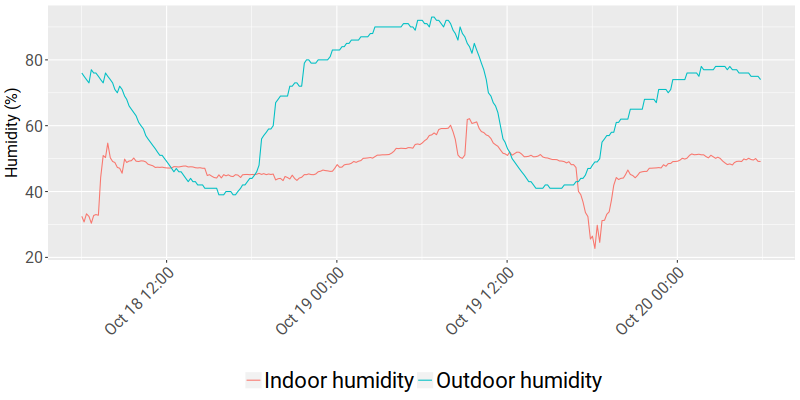 Humidity (%)
80
60
40
20
Oct 18 12:00
Oct 19 00:00
Oct 19 12:00
Oct 20 00:00
Indoor humidity Outdoor humidity